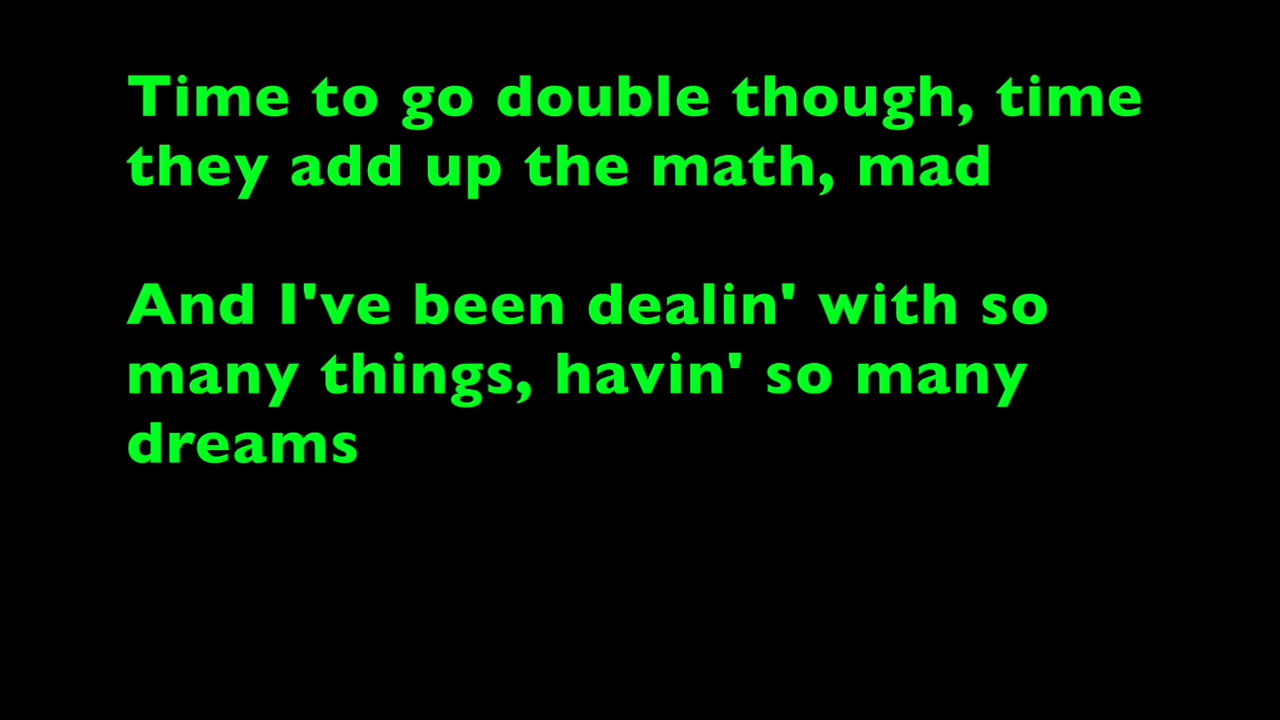 Time to go double though, time
they add up the math, mad
And I've been dealin' with so
many things, havin' so many
dreams